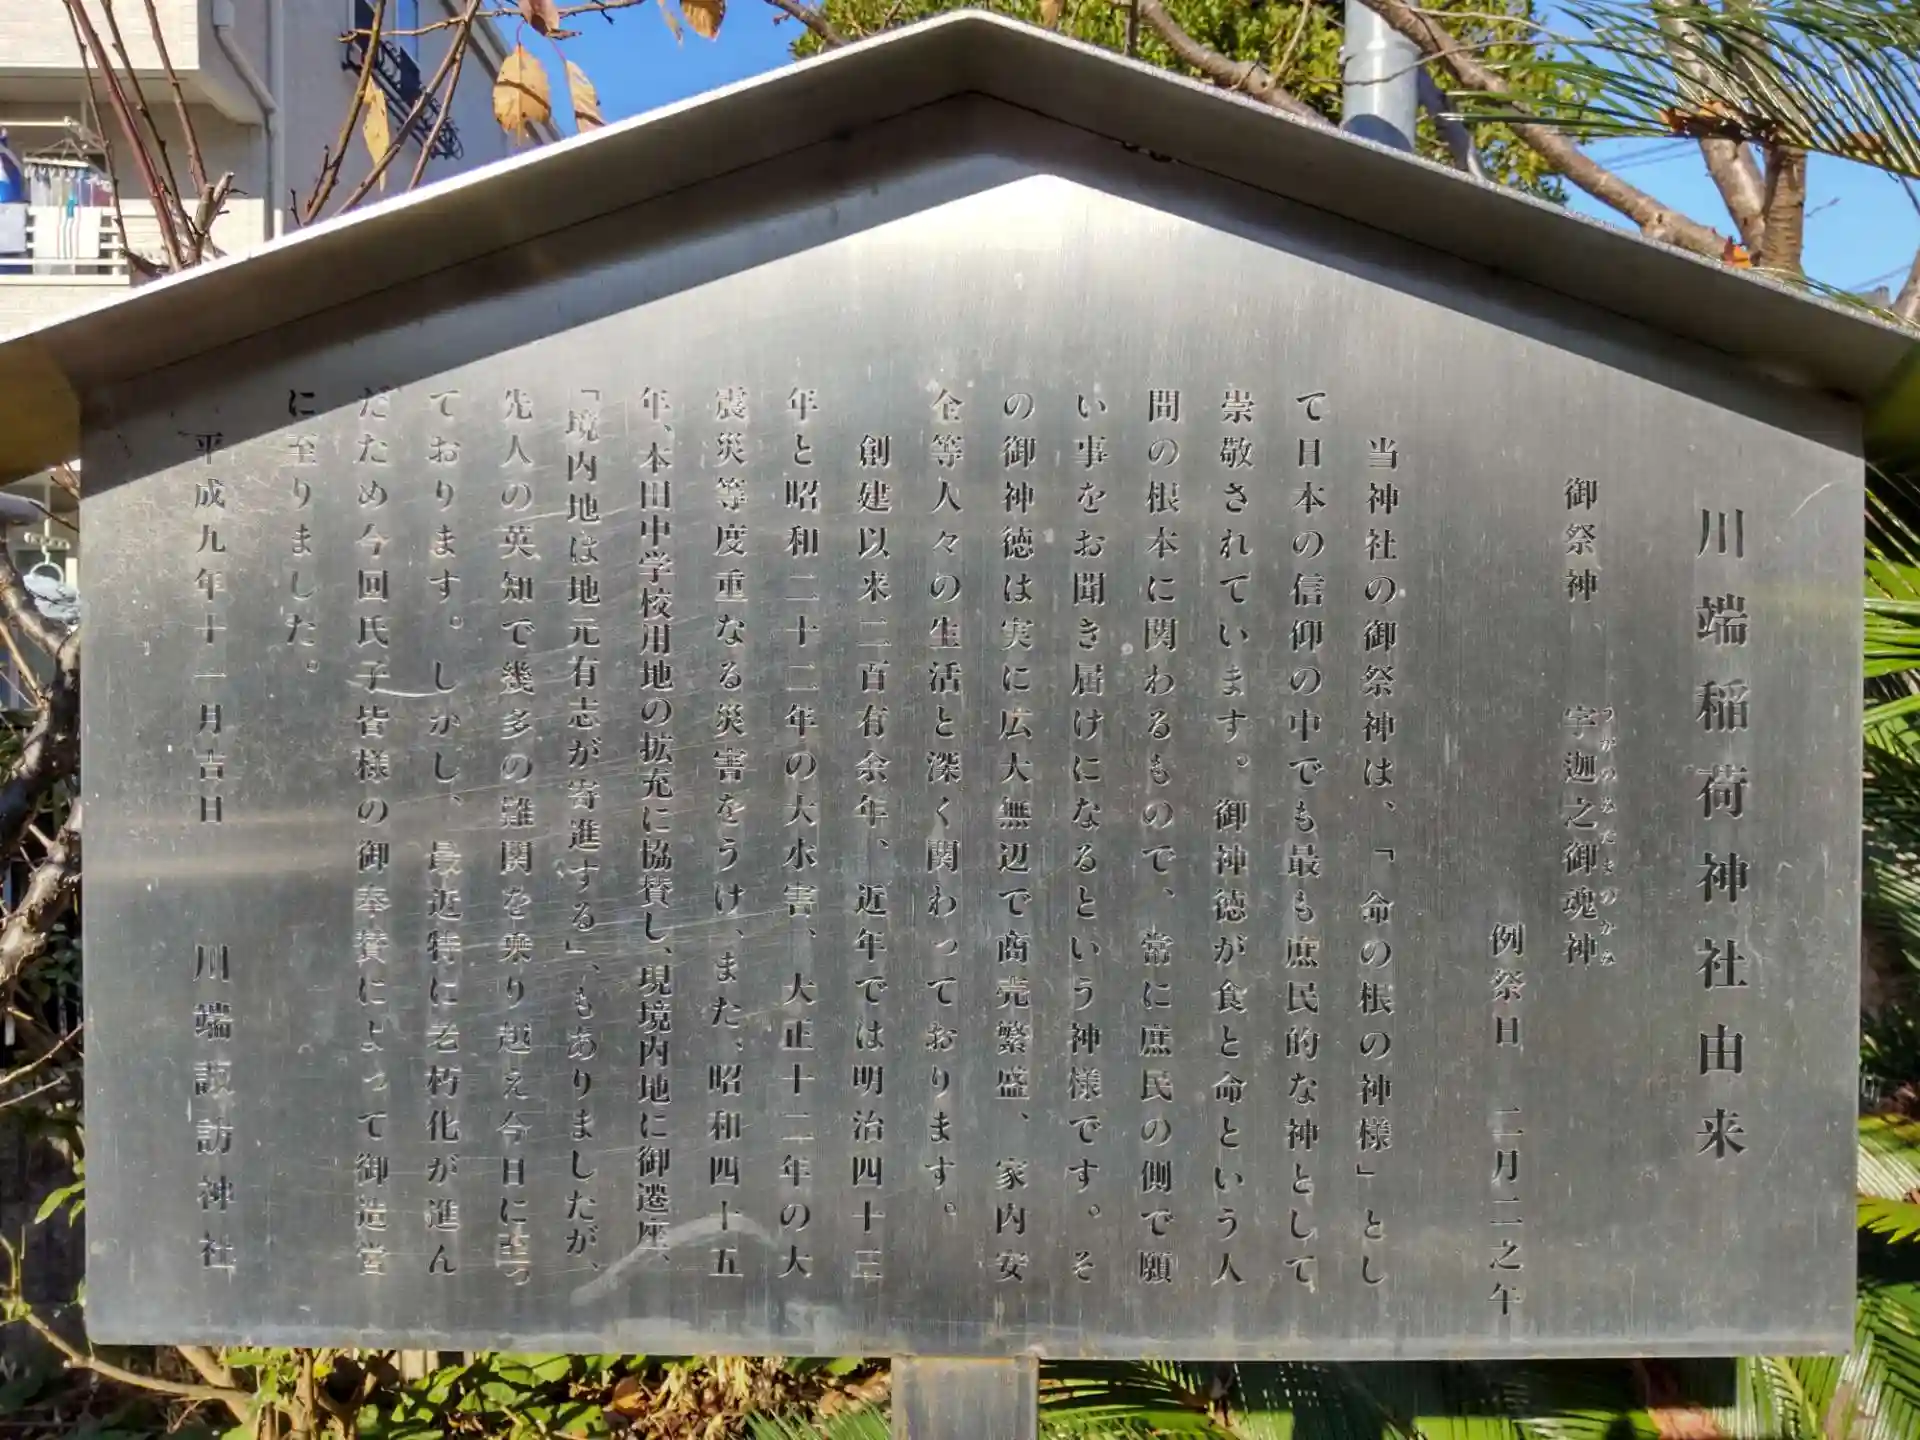 川端稲荷神社由来
御祭神　宇迦之御魂神
うかのみたまのかみ
例祭日　二月二之午
当神社の御祭神は、「命の根の神様」とし
て日本の信仰の中でも最も庶民的な神として
崇敬されています。御神徳が食と命という人
間の根本に関わるもので、常に庶民の側で願
い事をお聞き届けになるという神様です。そ
の御神徳は実に広大無辺で商売繁盛、家内安
全等人々の生活と深く関わっております。
創建以来二百有余年、近年では明治四十三
年と昭和二十二年の大水害、大正十二年の大
震災等度重なる災害をうけ、また、昭和四十五
年、本田中学校用地の拡充に協賛し、現境内地に御遷座、
「境内地は地元有志が寄進する」、もありましたが、
先人の英知で幾多の難関を乗り越え今日に至っ
ております。しかし、最近特に老朽化が進ん
だため今回氏子皆様の御奉賛によって御造営
に至りました。
平成九年十一月吉日　川端諏訪神社